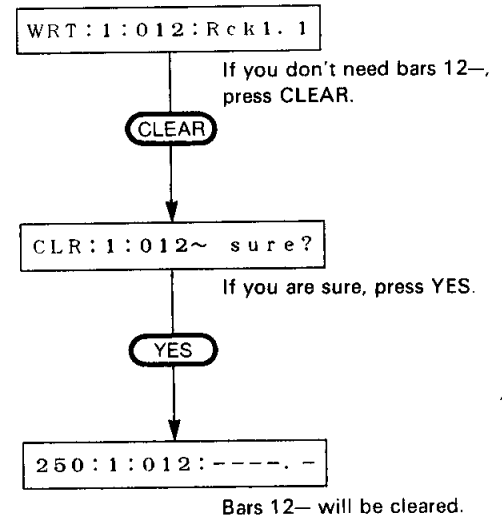 WRT:1:012:Rck1.1
If you don't need bars 12—,
press CLEAR.
CLEAR
CLR:1:012~ sure?
If you are sure, press YES.
YES
250:1:012:----.-
Bars 12— will be cleared.